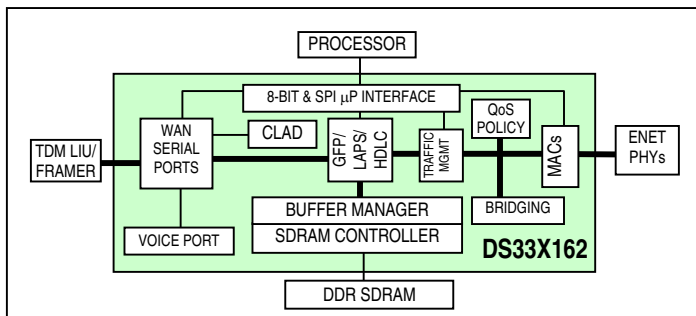 PROCESSOR
8-BIT & SPI µP INTERFACE
TDM LIU/
FRAMER
WAN
SERIAL
PORTS
CLAD
GFP/
LAPS/
HDLC
TRAFFIC
MGMT
QoS
POLICY
MACs
ENET
PHYs
BRIDGING
VOICE PORT
BUFFER MANAGER
SDRAM CONTROLLER
DS33X162
DDR SDRAM